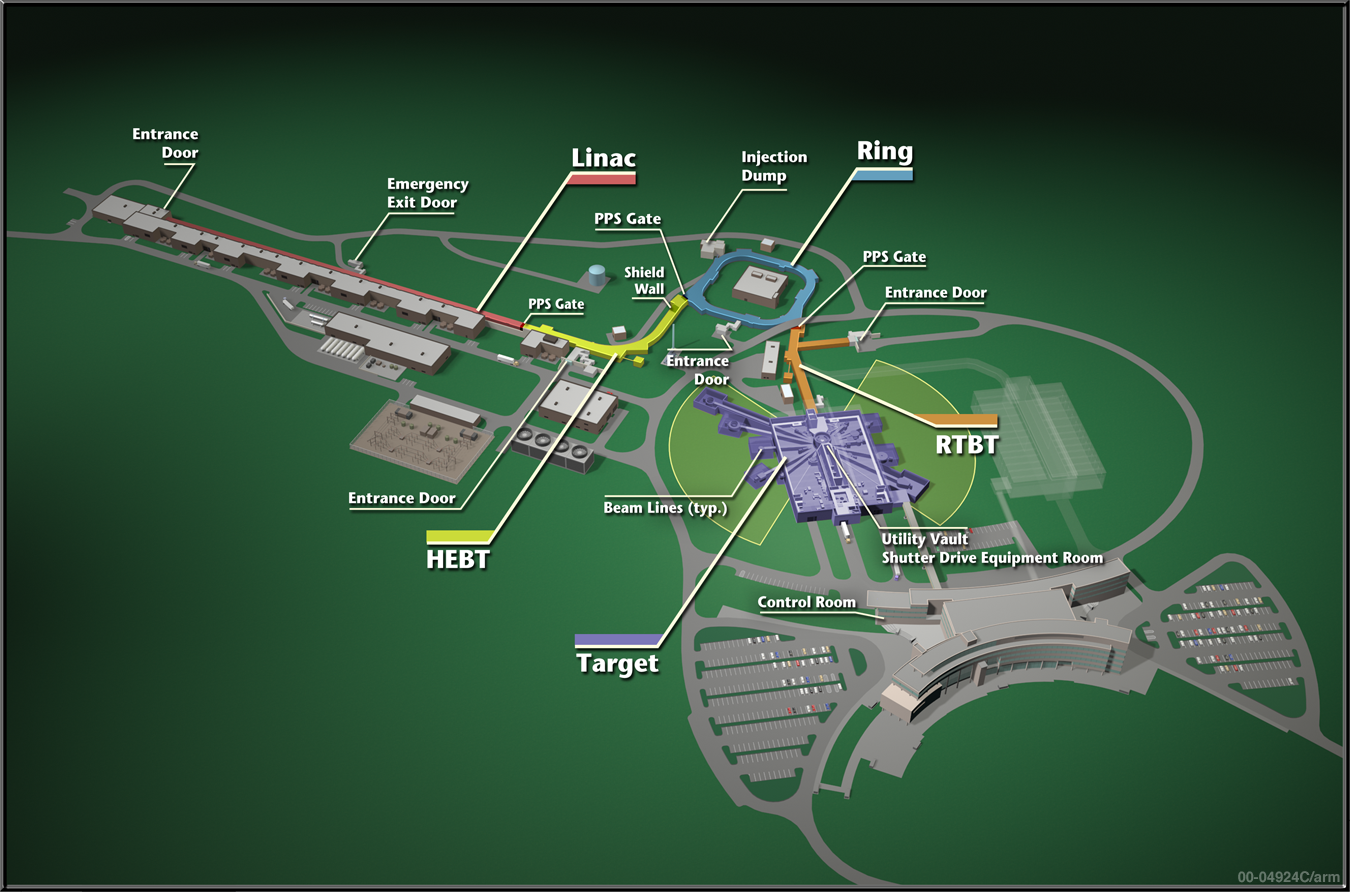 Entrance
Door
Linac
Ring
Injection
Dump
Emergency
Exit Door
PPS Gate
PPS Gate
Shield
Wall
Entrance Door
PPS Gate
Entrance
Door
RTBT
Entrance Door
Beam Lines (typ.)
HEBT
Utility Vault
Shutter Drive Equipment Room
Control Room
Target
00-04924C/arm